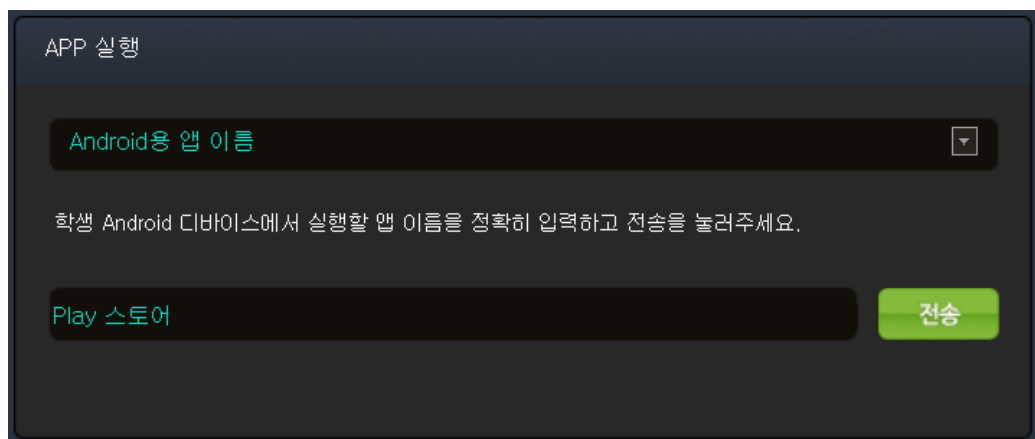 APP 실행
Android용 앱 이름
학생 Android 디바이스에서 실행할 앱 이름을 정확히 입력하고 전송을 눌러주세요.
Play 스토어
전송